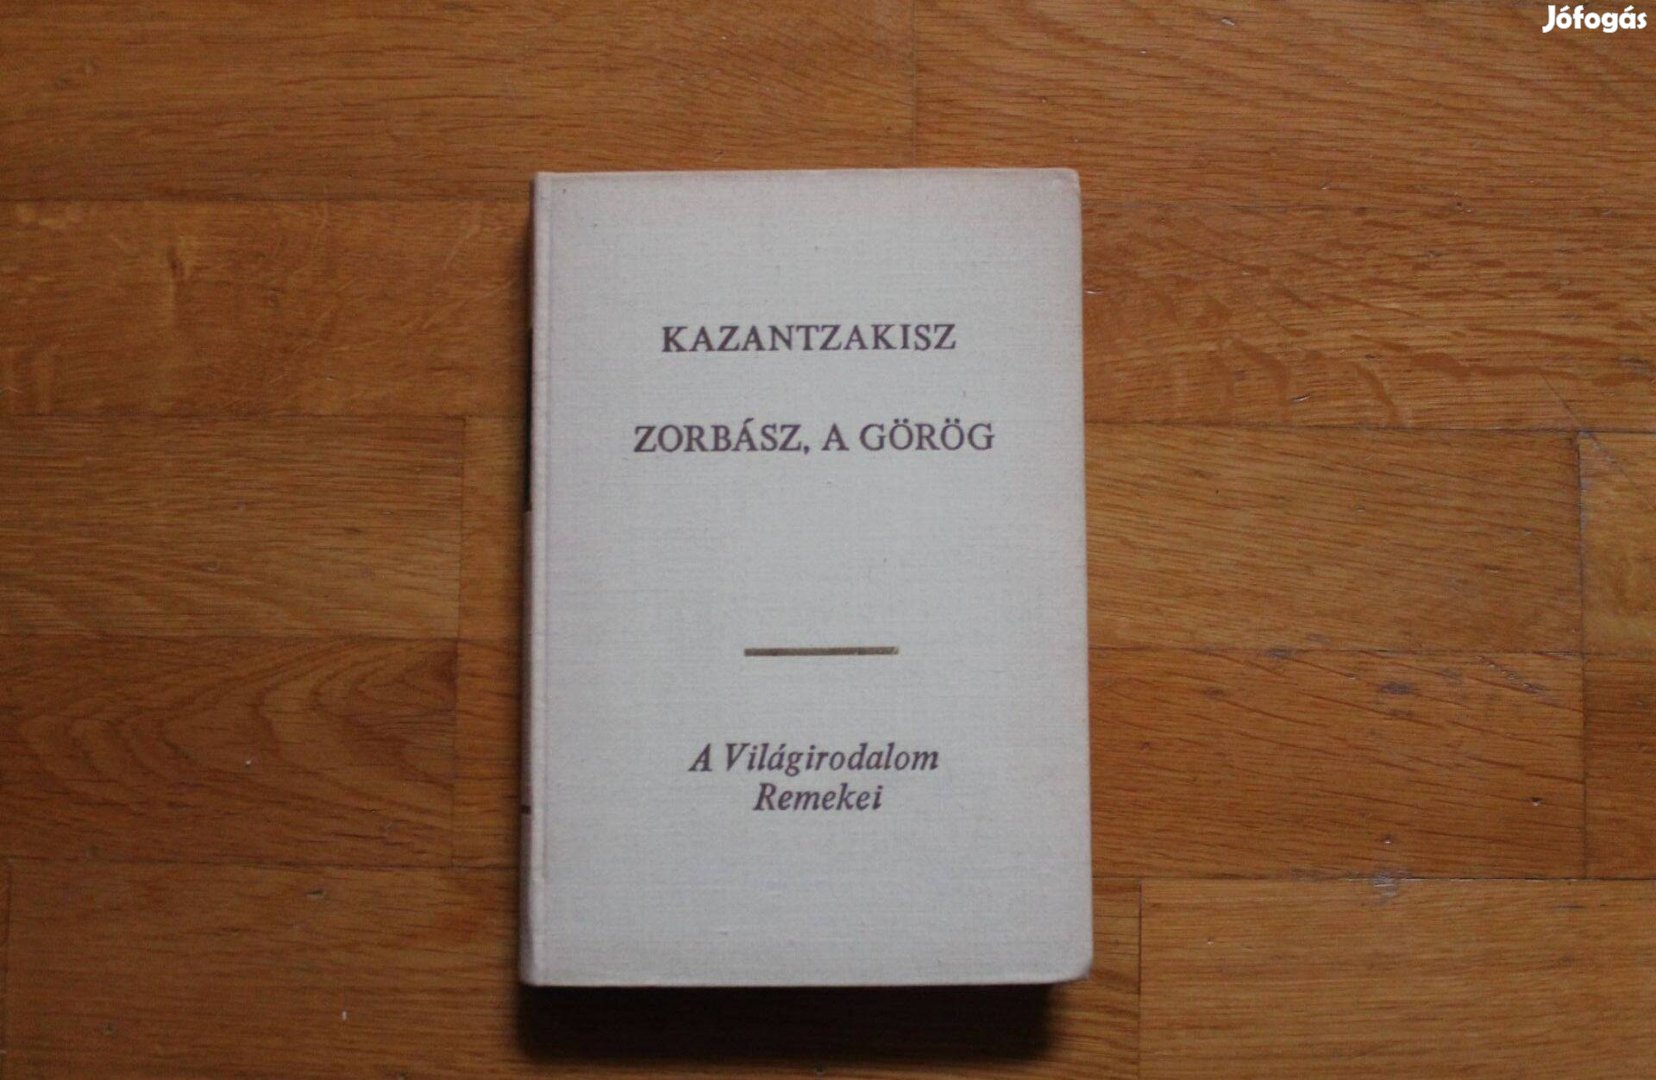 Jófogás
KAZANTZAKISZ
ZORBÁSZ, A GÖRÖG
A Világirodalom
Remekei